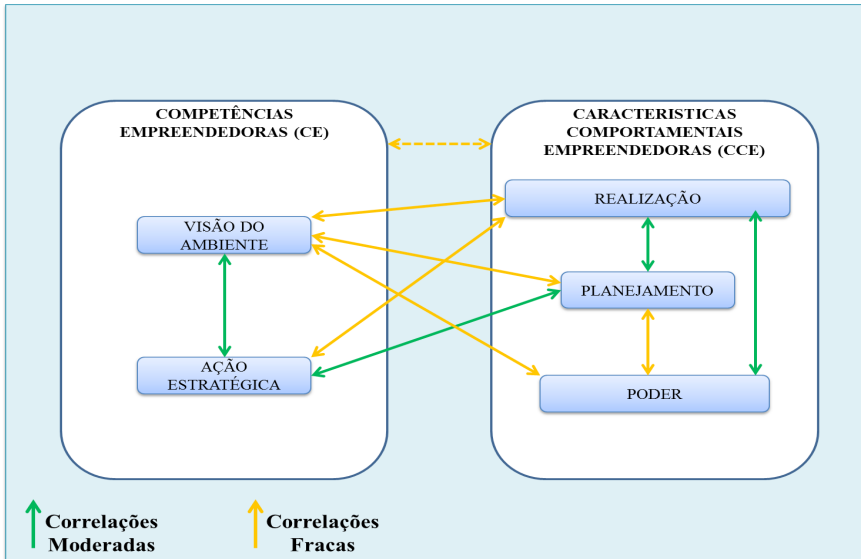 COMPETÊNCIAS
EMPREENDEDORAS (CE)
CARACTERISTICAS
COMPORTAMENTAIS
EMPREENDEDORAS (CCE)
REALIZAÇÃO
VISÃO DO
AMBIENTE
PLANEJAMENTO
AÇÃO
ESTRATÉGICA
PODER
Correlações
Moderadas
Correlações
Fracas